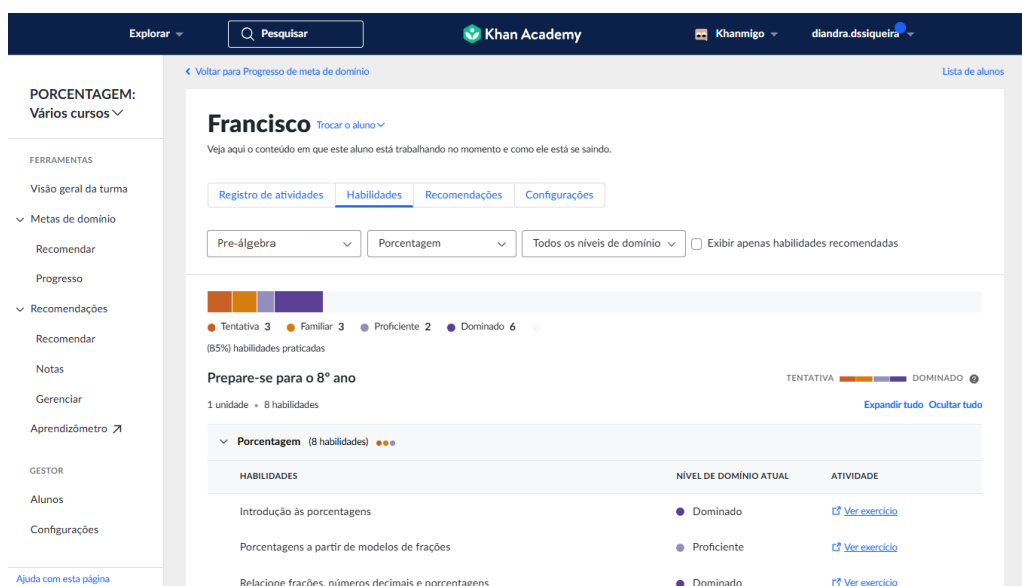 Explorar
Pesquisar
Khan Academy
Khanmigo
diandra.dssiqueira
PORCENTAGEM:
Vários cursos
FERRAMENTAS
Visão geral da turma
Metas de domínio
Recomendar
Progresso
Recomendações
Recomendar
Notas
Gerenciar
Aprendizômetro
GESTOR
Alunos
Configurações
Ajuda com esta página
Voltar para Progresso de meta de domínio
Lista de alunos
Francisco Trocar o aluno
Veja aqui o conteúdo em que este aluno está trabalhando no momento e como ele está se saindo.
Registro de atividades Habilidades Recomendações Configurações
Pre-álgebra Porcentagem Todos os níveis de domínio Exibir apenas habilidades recomendadas
Tentativa 3 Familiar 3 Proficiente 2 Dominado 6
(85%) habilidades praticadas
Prepare-se para o 8º ano
TENTATIVA DOMINADO
1 unidade • 8 habilidades
Expandir tudo Ocultar tudo
Porcentagem (8 habilidades)
HABILIDADES NÍVEL DE DOMÍNIO ATUAL ATIVIDADE
Introdução às porcentagens Dominado Ver exercício
Porcentagens a partir de modelos de frações Proficiente Ver exercício
Relacione frações, números decimais e porcentagens Dominado Ver exercício